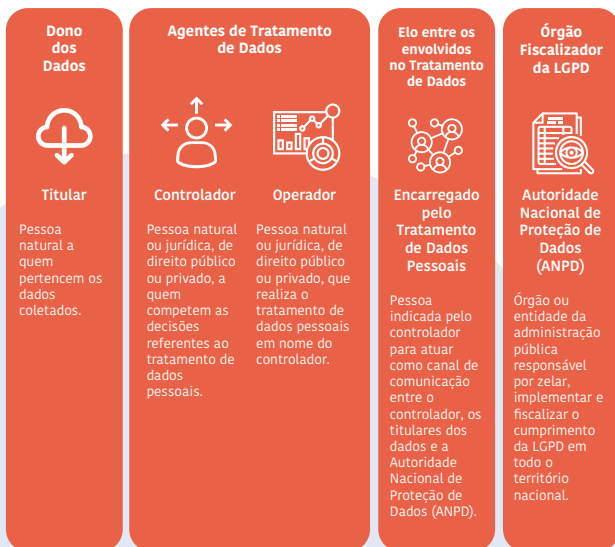 Dono
dos
Dados
Titular
Pessoa
natural a
quem
pertencem os
dados
coletados.
Agentes de Tratamento
de Dados
Controlador
Pessoa natural
ou jurídica, de
direito público
ou privado, a
quem
competem as
decisões
referentes ao
tratamento de
dados
pessoais.
Operador
Pessoa natural
ou jurídica, de
direito público
ou privado, que
realiza o
tratamento de
dados pessoais
em nome do
controlador.
Elo entre os
envolvidos
no Tratamento
de Dados
Encarregado
pelo
Tratamento
de Dados
Pessoais
Pessoa
indicada pelo
controlador
para atuar
como canal de
comunicação
entre o
controlador, os
titulares dos
dados e a
Autoridade
Nacional de
Proteção de
Dados (ANPD).
Órgão
Fiscalizador
da LGPD
Autoridade
Nacional de
Proteção de
Dados
(ANPD)
Órgão ou
entidade da
administração
pública
responsável
por zelar,
implementar e
fiscalizar o
cumprimento
da LGPD em
todo o
território
nacional.